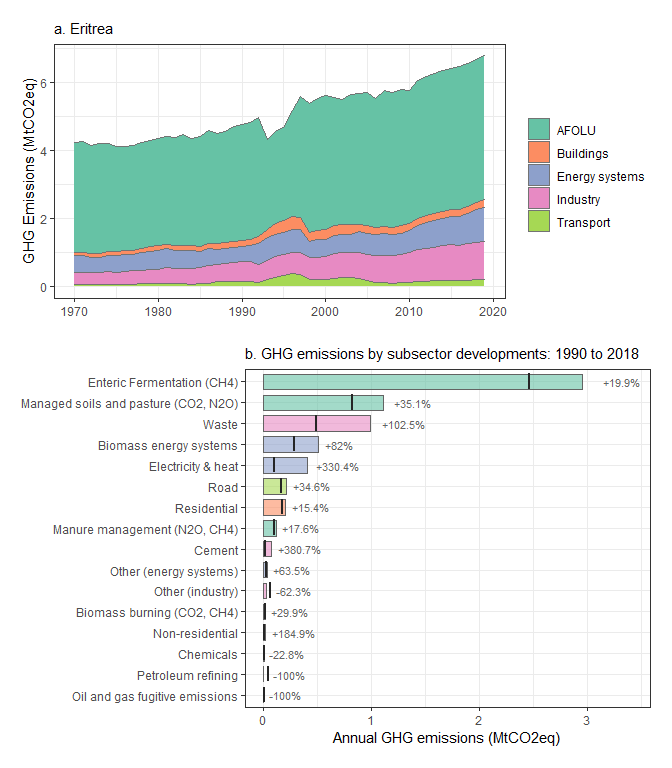 a. Eritrea
GHG Emissions (MtCO2eq)
6
4
2
0
1970
1980
1990
2000
2010
2020
AFOLU
Buildings
Energy systems
Industry
Transport
b. GHG emissions by subsector developments: 1990 to 2018
Enteric Fermentation (CH4) +19.9%
Managed soils and pasture (CO2, N2O) +35.1%
Waste +102.5%
Biomass energy systems +82%
Electricity & heat +330.4%
Road +34.6%
Residential +15.4%
Manure management (N2O, CH4) +17.6%
Cement +380.7%
Other (energy systems) +63.5%
Other (industry) -62.3%
Biomass burning (CO2, CH4) +29.9%
Non-residential +184.9%
Chemicals -22.8%
Petroleum refining -100%
Oil and gas fugitive emissions -100%
0
1
2
3
Annual GHG emissions (MtCO2eq)